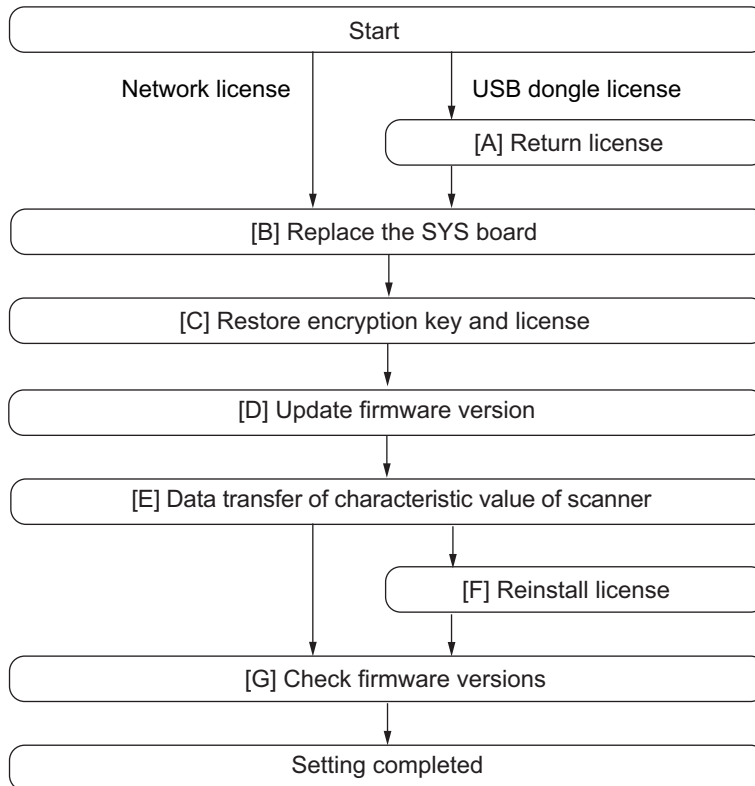 Start
Network license
USB dongle license
[A] Return license
[B] Replace the SYS board
[C] Restore encryption key and license
[D] Update firmware version
[E] Data transfer of characteristic value of scanner
[F] Reinstall license
[G] Check firmware versions
Setting completed